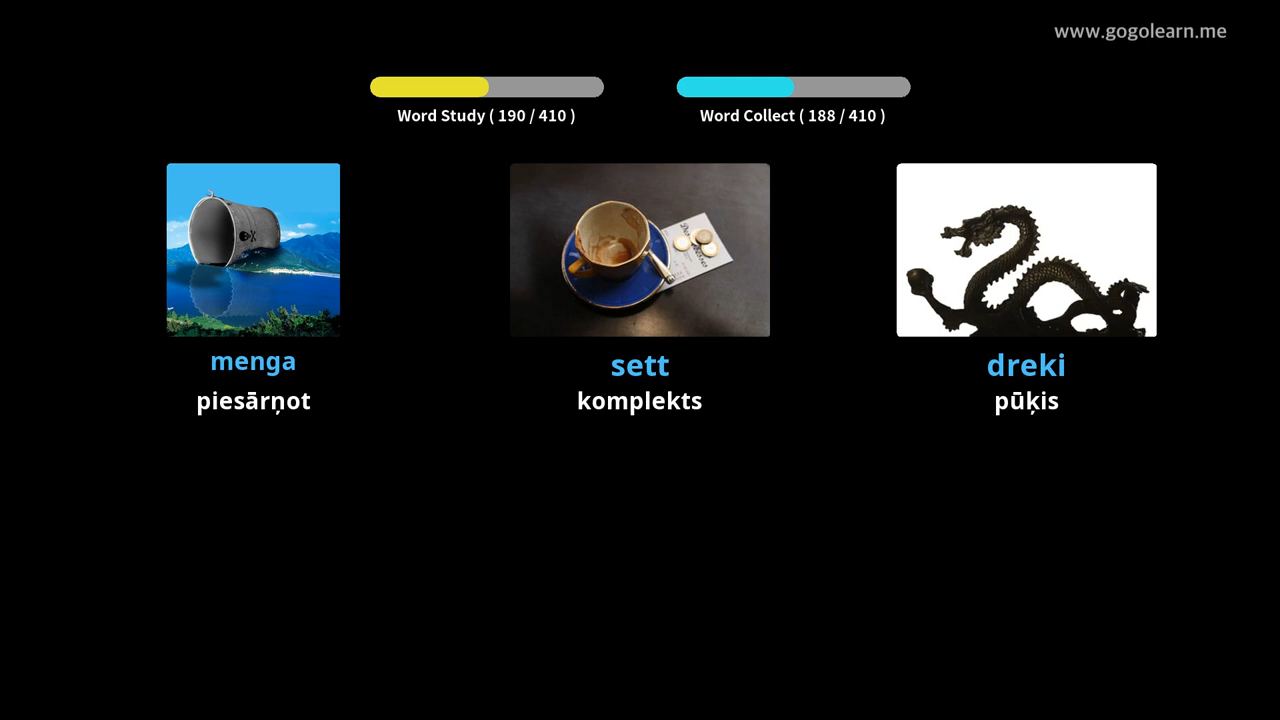 www.gogolearn.me
Word Study ( 190 / 410 )
Word Collect ( 188 / 410 )
menga
piesārņot
sett
komplekts
dreki
pūķis